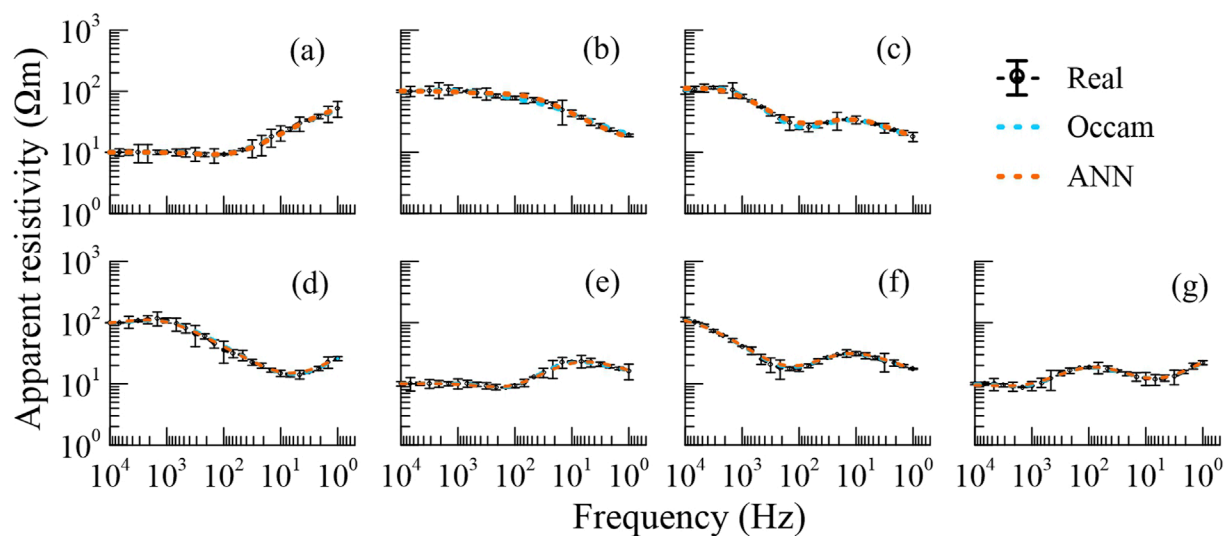 10³
10²
10¹
10⁰
(a)
(b)
(c)
Real
Occam
ANN
Apparent resistivity (Ωm)
10³
10²
10¹
10⁰
(d)
(e)
(f)
(g)
10⁴ 10³ 10² 10¹ 10⁰
10⁴ 10³ 10² 10¹ 10⁰
10⁴ 10³ 10² 10¹ 10⁰
10⁴ 10³ 10² 10¹ 10⁰
Frequency (Hz)